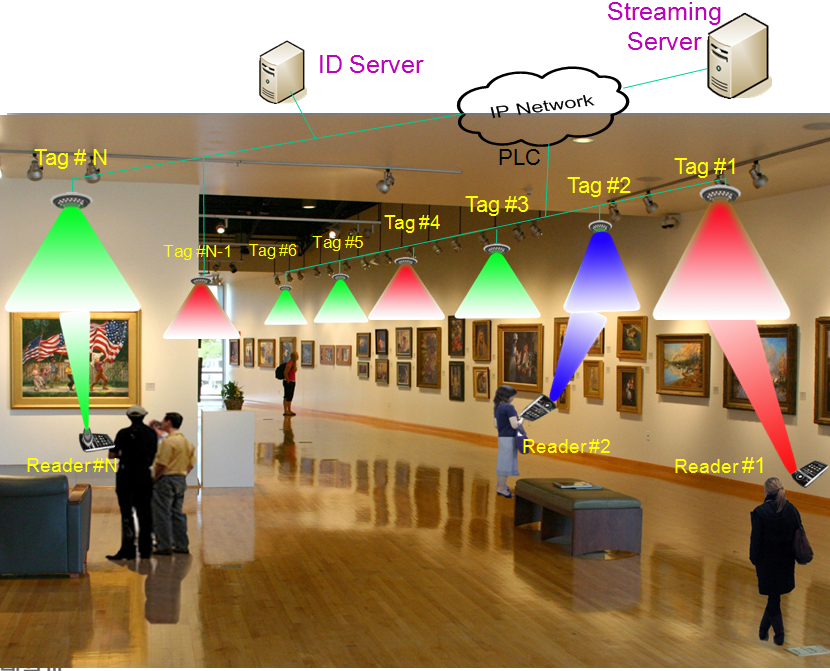 Streaming
Server
ID Server
IP Network
PLC
Tag # N
Tag #1
Tag #2
Tag #3
Tag #4
Tag #5
Tag #6
Tag #N-1
Reader #N
Reader #2
Reader #1